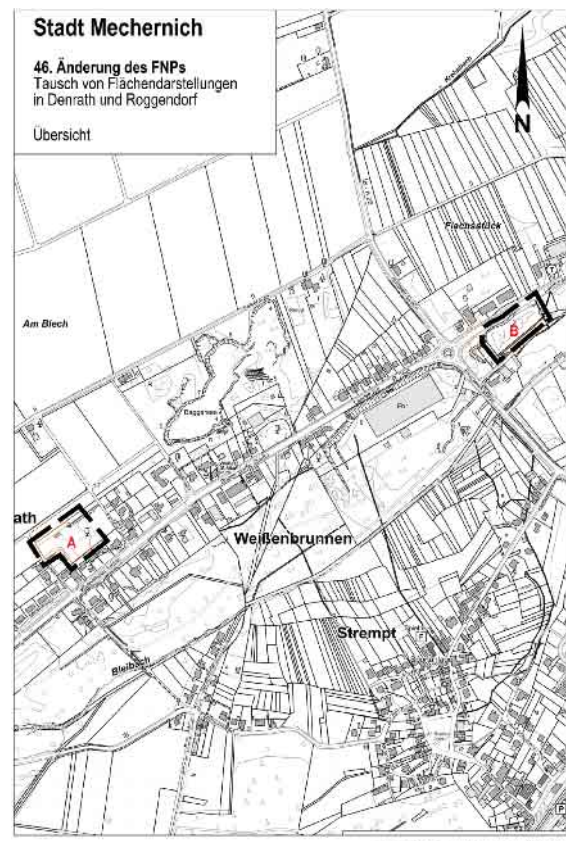 Stadt Mechernich
46. Änderung des FNPs
Tausch von Flächendarstellungen
in Denrath und Roggendorf
Übersicht
N
Flachsstück
Am Blech
B
Baggersee
ath
A
Weißenbrunnen
Strempt
Bleibach
P